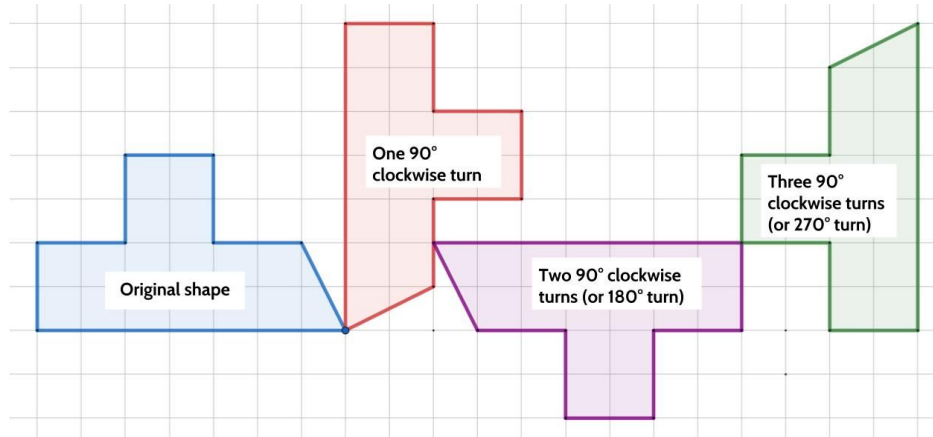 Original shape
One 90°
clockwise turn
Two 90° clockwise
turns (or 180° turn)
Three 90°
clockwise turns
(or 270° turn)